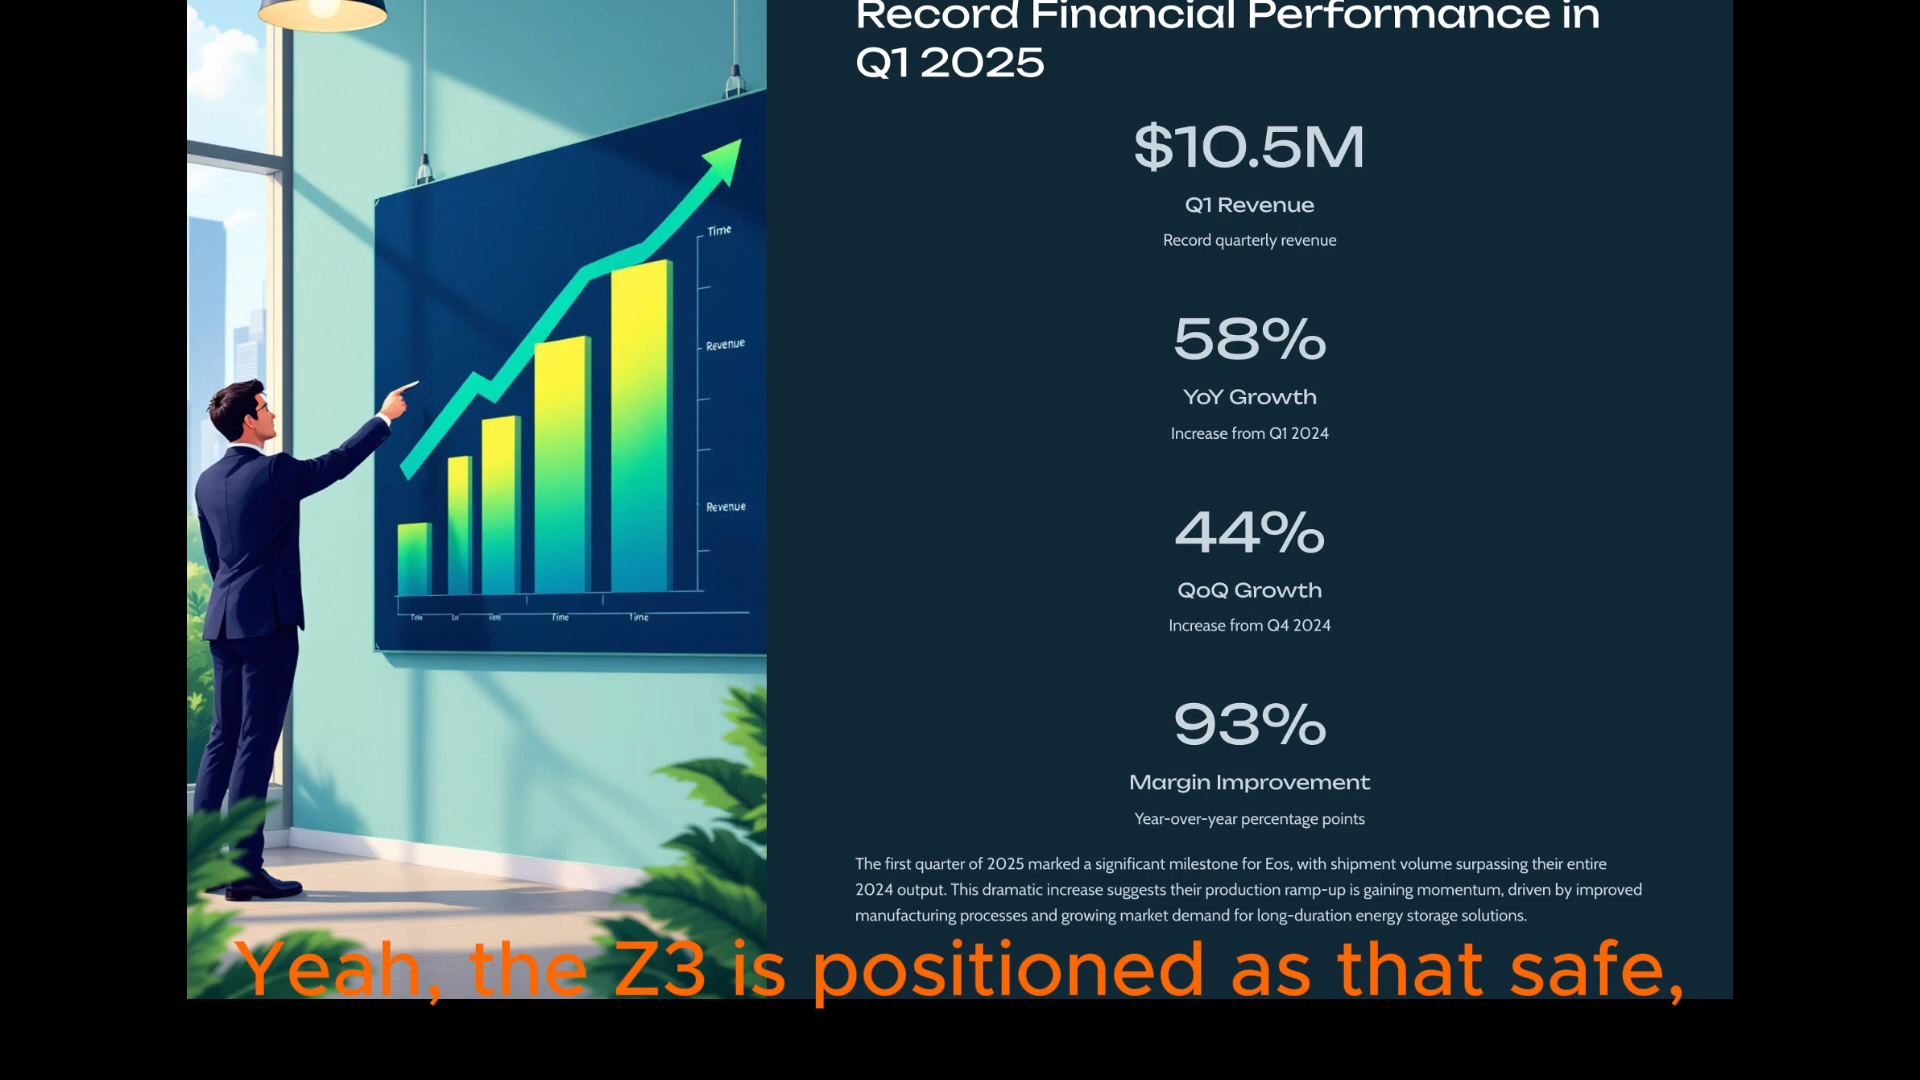 Record Financial Performance in
Q1 2025
$10.5M
Q1 Revenue
Record quarterly revenue
58%
YoY Growth
Increase from Q1 2024
44%
QoQ Growth
Increase from Q4 2024
93%
Margin Improvement
Year-over-year percentage points
The first quarter of 2025 marked a significant milestone for Eos, with shipment volume surpassing their entire
2024 output. This dramatic increase suggests their production ramp-up is gaining momentum, driven by improved
manufacturing processes and growing market demand for long-duration energy storage solutions.
Time
Revenue
Revenue
Time
Time
Yeah, the Z3 is positioned as that safe,